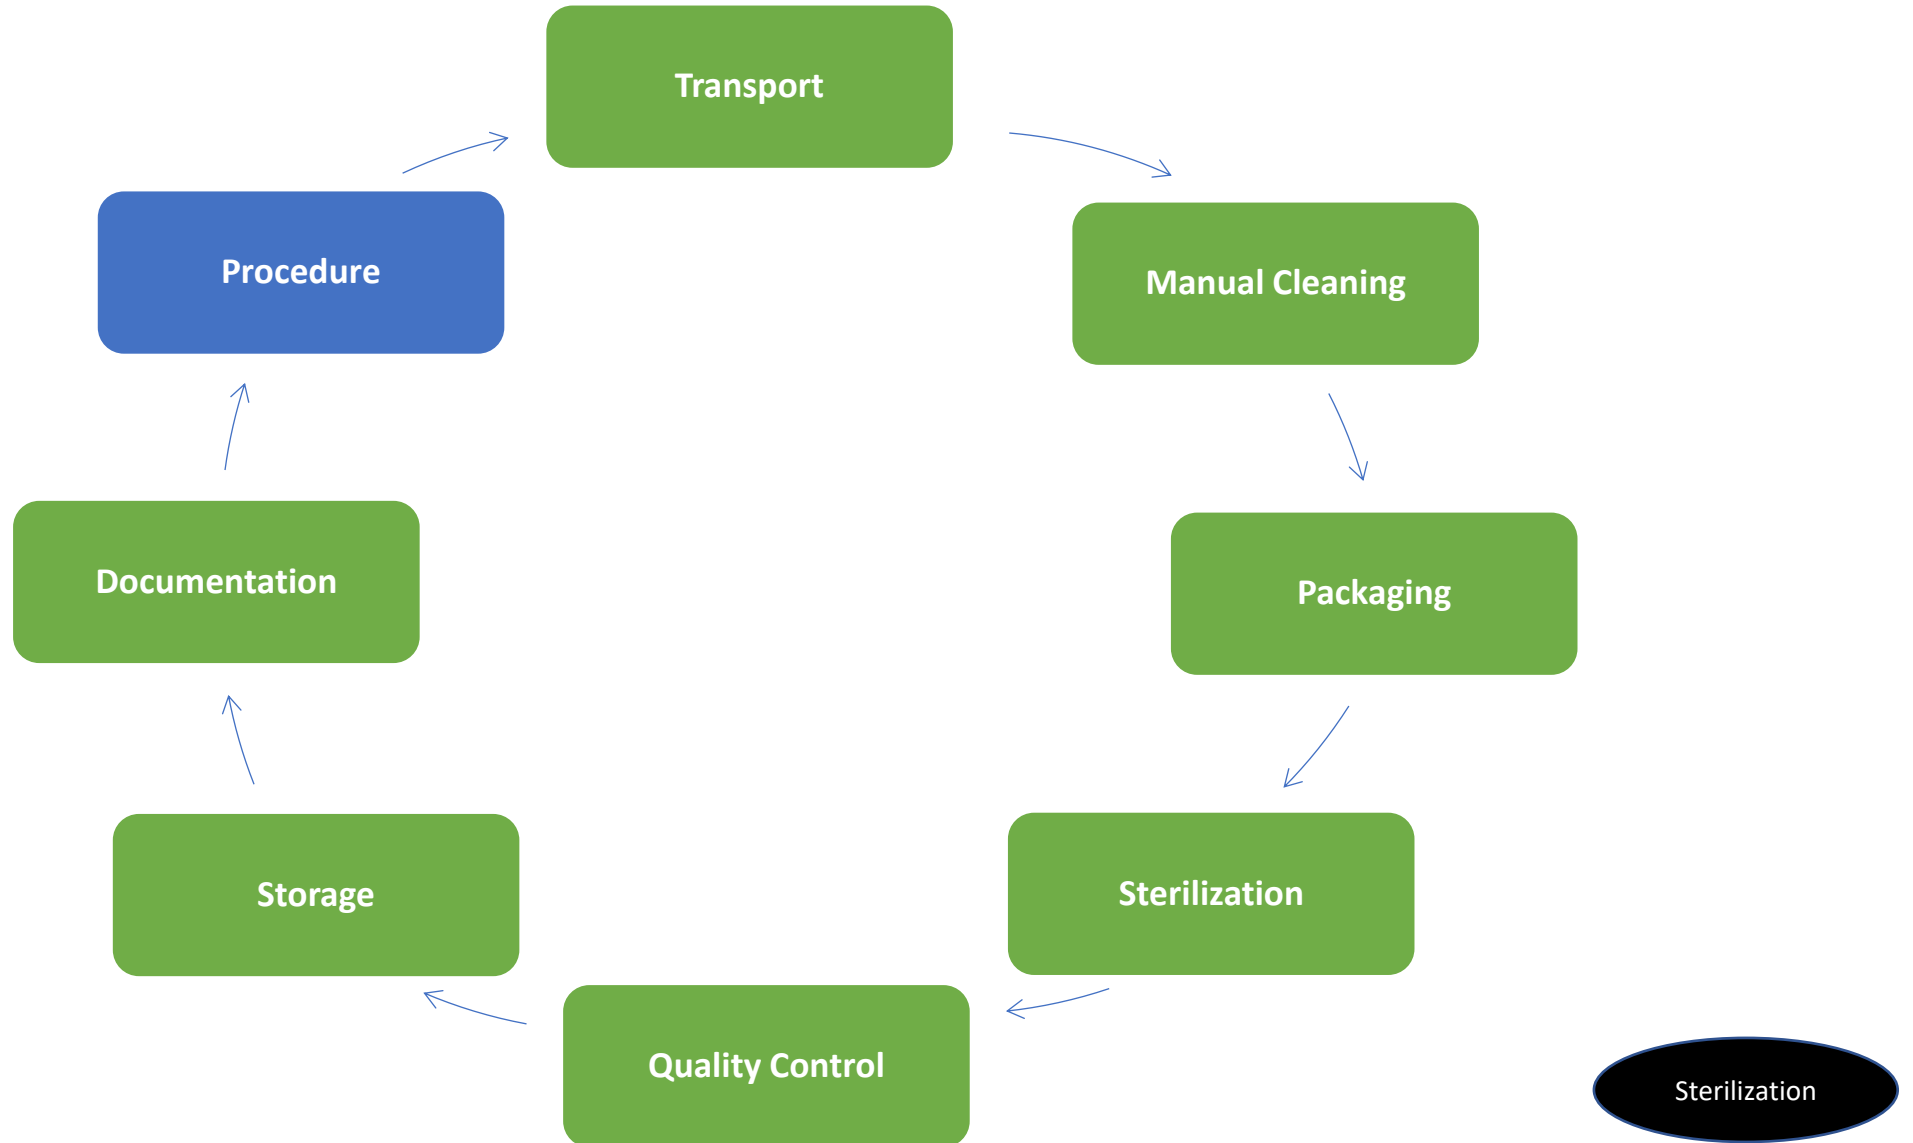 Transport
Procedure
Manual Cleaning
Documentation
Packaging
Storage
Sterilization
Quality Control
Sterilization